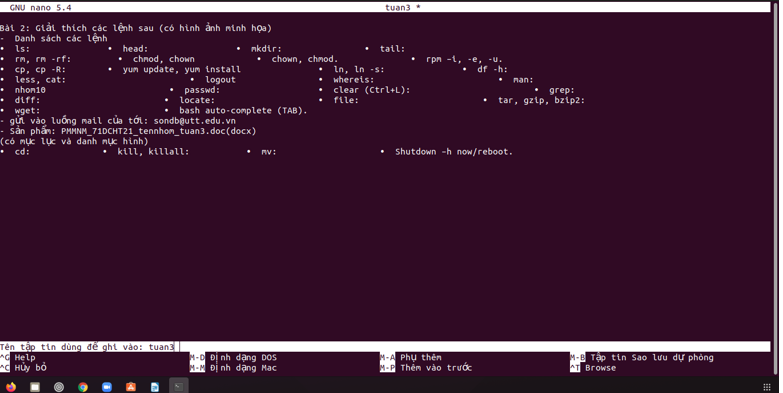 GNU nano 5.4 tuan3 *
Bài 2: Giải thích các lệnh sau (có hình ảnh minh họa)
- Danh sách các lệnh
• ls: • head: • mkdir: • tail:
• rm, rm -rf: • chmod, chown • chown, chmod. • rpm -i, -e, -u.
• cp, cp -R: • yum update, yum install • ln, ln -s: • df -h:
• less, cat: • logout • whereis: • man:
• nhom10 • passwd: • clear (Ctrl+L): • grep:
• diff: • locate: • file: • tar, gzip, bzip2:
• wget: • bash auto-complete (TAB).
- gửi vào luồng mail của tới: sondb@utt.edu.vn
- Sản phẩm: PMMNM_71DCHT21_tennhom_tuan3.doc(docx)
(có mục lục và danh mục hình)
• cd: • kill, killall: • mv: • Shutdown -h now/reboot.
Tên tập tin dùng để ghi vào: tuan3
^G Help M-D Định dạng DOS M-A Phụ thêm M-B Tập tin Sao lưu dự phòng
^C Hủy bỏ M-M Định dạng Mac M-P Thêm vào trước ^T Browse